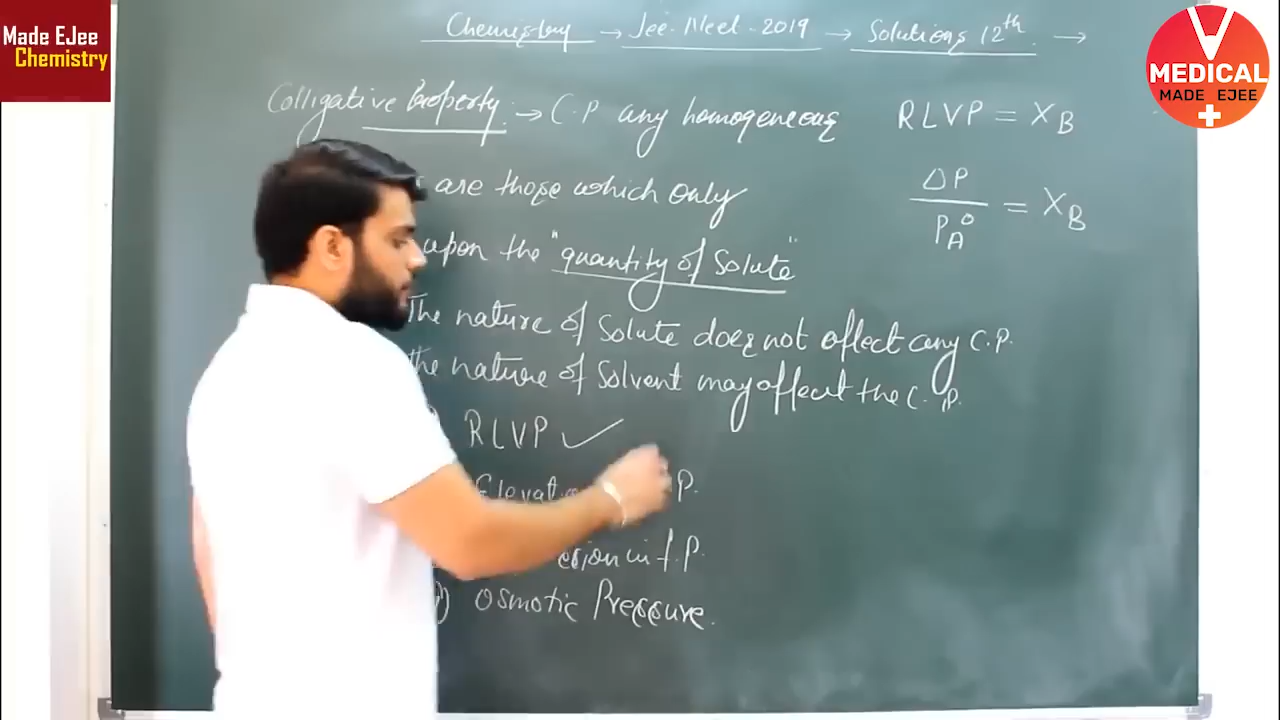 Made EJee
Chemistry
Chemistry → Jee. Neet - 2019 → Solutions 12th →
MEDICAL
MADE EJEE
Colligative Property :→ C.P any homogeneous
RLVP = XB
are those which only
ΔP / PA° = XB
upon the "quantity of Solute"
The nature of Solute does not affect any C.P.
the nature of Solvent may affect the C.P.
RLVP ✓
Elevat P.
ession in f.P.
) Osmotic Pressure.